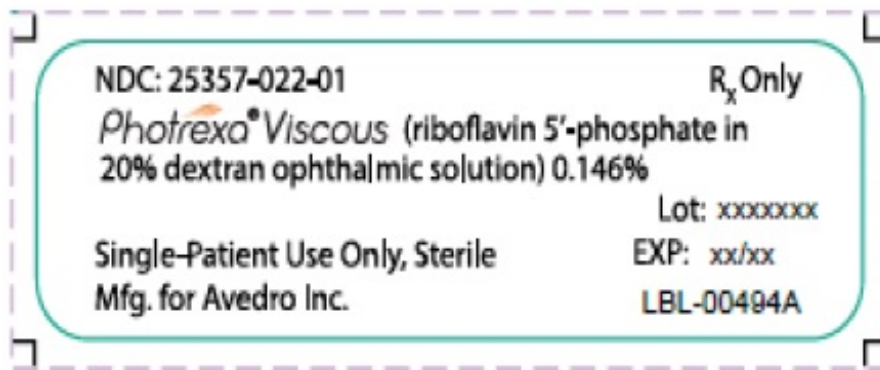 NDC: 25357-022-01 Rx Only
Photrexa® Viscous (riboflavin 5'-phosphate in
20% dextran ophthalmic solution) 0.146%
Lot: xxxxxxx
Single-Patient Use Only, Sterile EXP: xx/xx
Mfg. for Avedro Inc. LBL-00494A